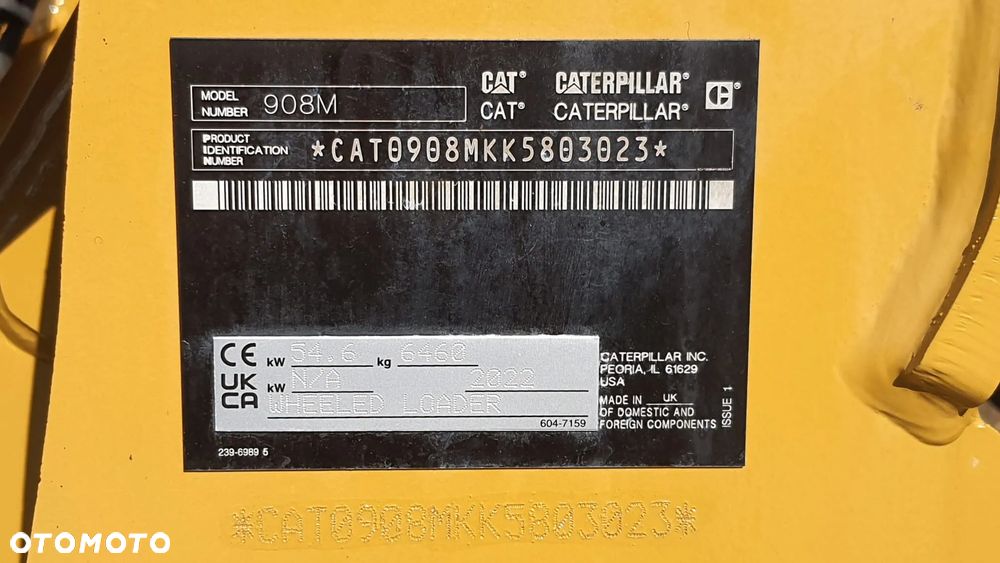 CAT® CATERPILLAR®
CAT® CATERPILLAR®
MODEL NUMBER 908M
PRODUCT IDENTIFICATION NUMBER *CAT0908MKK5803023*
CE kW 54.6 kg 6460
UKCA kW N/A 2022
WHEELED LOADER
604-7159
CATERPILLAR INC.
PEORIA, IL 61629
USA
MADE IN UK
OF DOMESTIC AND
FOREIGN COMPONENTS
ISSUE 1
239-6989 5
*CAT0908MKK5803023*
OTOMOTO